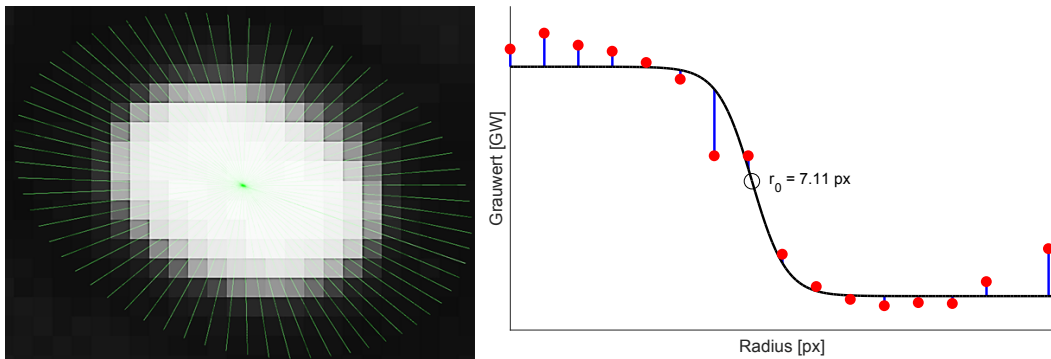 Grauwert [GW]
r0 = 7.11 px
Radius [px]